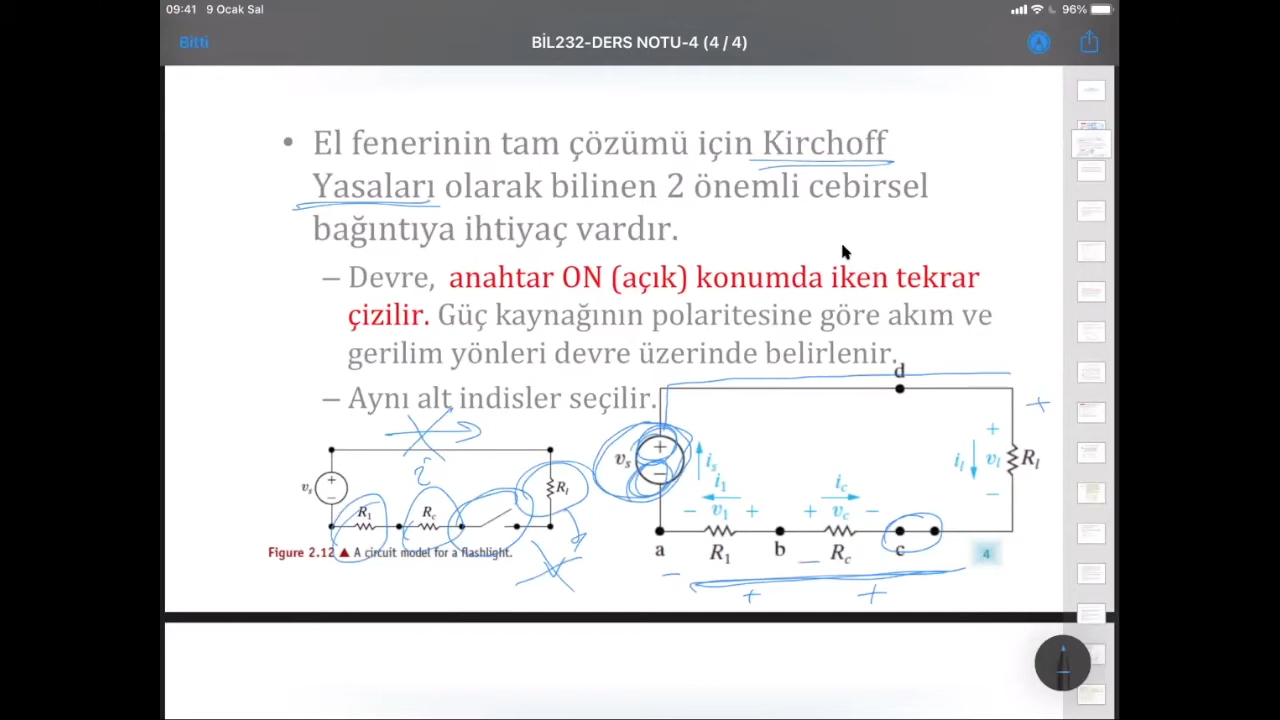 09:41 9 Ocak Sal
96%
Bitti
BİL232-DERS NOTU-4 (4 / 4)
• El fenerinin tam çözümü için Kirchoff
Yasaları olarak bilinen 2 önemli cebirsel
bağıntıya ihtiyaç vardır.
– Devre, anahtar ON (açık) konumda iken tekrar
çizilir. Güç kaynağının polaritesine göre akım ve
gerilim yönleri devre üzerinde belirlenir.
– Aynı alt indisler seçilir.
i
vs + −
R1
Rc
Rl
Figure 2.12 ▲ A circuit model for a flashlight.
d
+
vs + −
is
i1
ic
− v1 +
+ vc −
il
+ vl −
Rl
a
R1
b
Rc
c
4
−
−
+
+